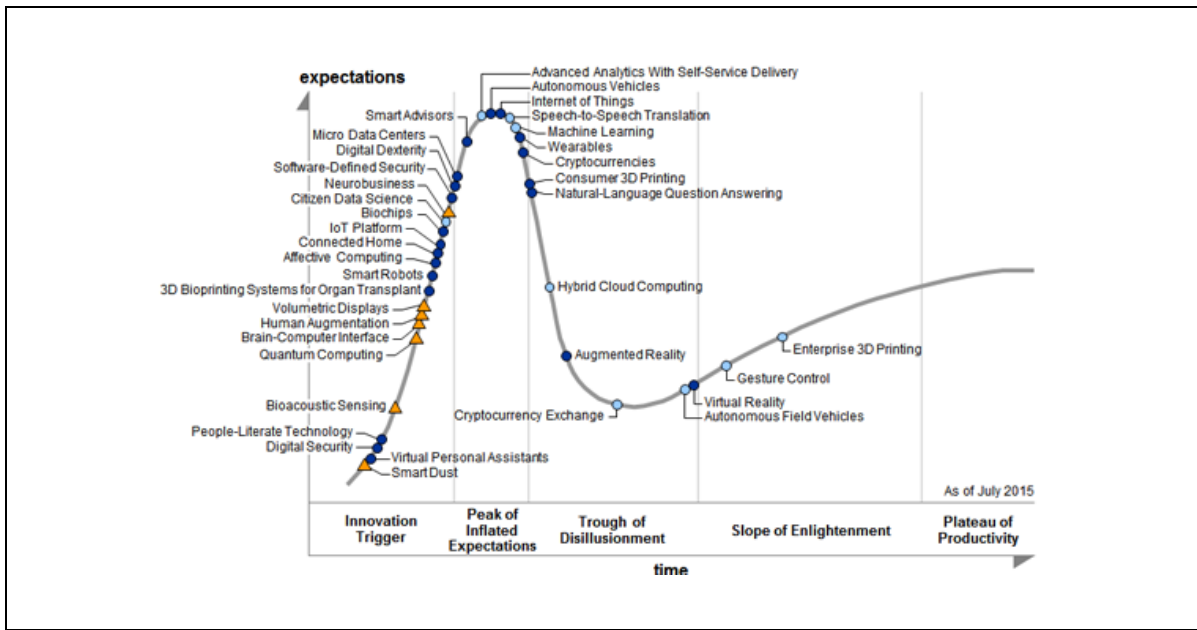 expectations
Advanced Analytics With Self-Service Delivery
Autonomous Vehicles
Internet of Things
Speech-to-Speech Translation
Machine Learning
Wearables
Cryptocurrencies
Consumer 3D Printing
Natural-Language Question Answering
Smart Advisors
Micro Data Centers
Digital Dexterity
Software-Defined Security
Neurobusiness
Citizen Data Science
Biochips
IoT Platform
Connected Home
Affective Computing
Smart Robots
3D Bioprinting Systems for Organ Transplant
Volumetric Displays
Human Augmentation
Brain-Computer Interface
Quantum Computing
Bioacoustic Sensing
People-Literate Technology
Digital Security
Virtual Personal Assistants
Smart Dust
Hybrid Cloud Computing
Augmented Reality
Cryptocurrency Exchange
Enterprise 3D Printing
Gesture Control
Virtual Reality
Autonomous Field Vehicles
As of July 2015
Innovation
Trigger
Peak of
Inflated
Expectations
Trough of
Disillusionment
Slope of Enlightenment
Plateau of
Productivity
time